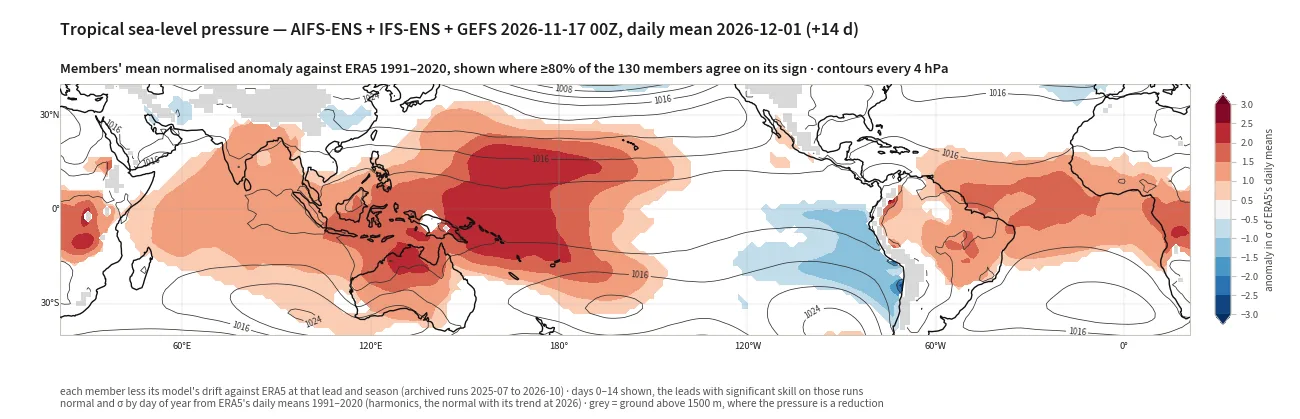 Tropical sea-level pressure — AIFS-ENS + IFS-ENS + GEFS 2026-11-17 00Z, daily mean 2026-12-01 (+14 d)
Members' mean normalised anomaly against ERA5 1991–2020, shown where ≥80% of the 130 members agree on its sign · contours every 4 hPa
1008
1016
1016
1024
1016
1016
1016
1016
1016
1016
1024
1024
1016
30°N
0°
30°S
60°E
120°E
180°
120°W
60°W
0°
3.0
2.5
2.0
1.5
1.0
0.5
−0.5
−1.0
−1.5
−2.0
−2.5
−3.0
anomaly in σ of ERA5's daily means
each member less its model's drift against ERA5 at that lead and season (archived runs 2025-07 to 2026-10) · days 0–14 shown, the leads with significant skill on those runs
normal and σ by day of year from ERA5's daily means 1991–2020 (harmonics, the normal with its trend at 2026) · grey = ground above 1500 m, where the pressure is a reduction